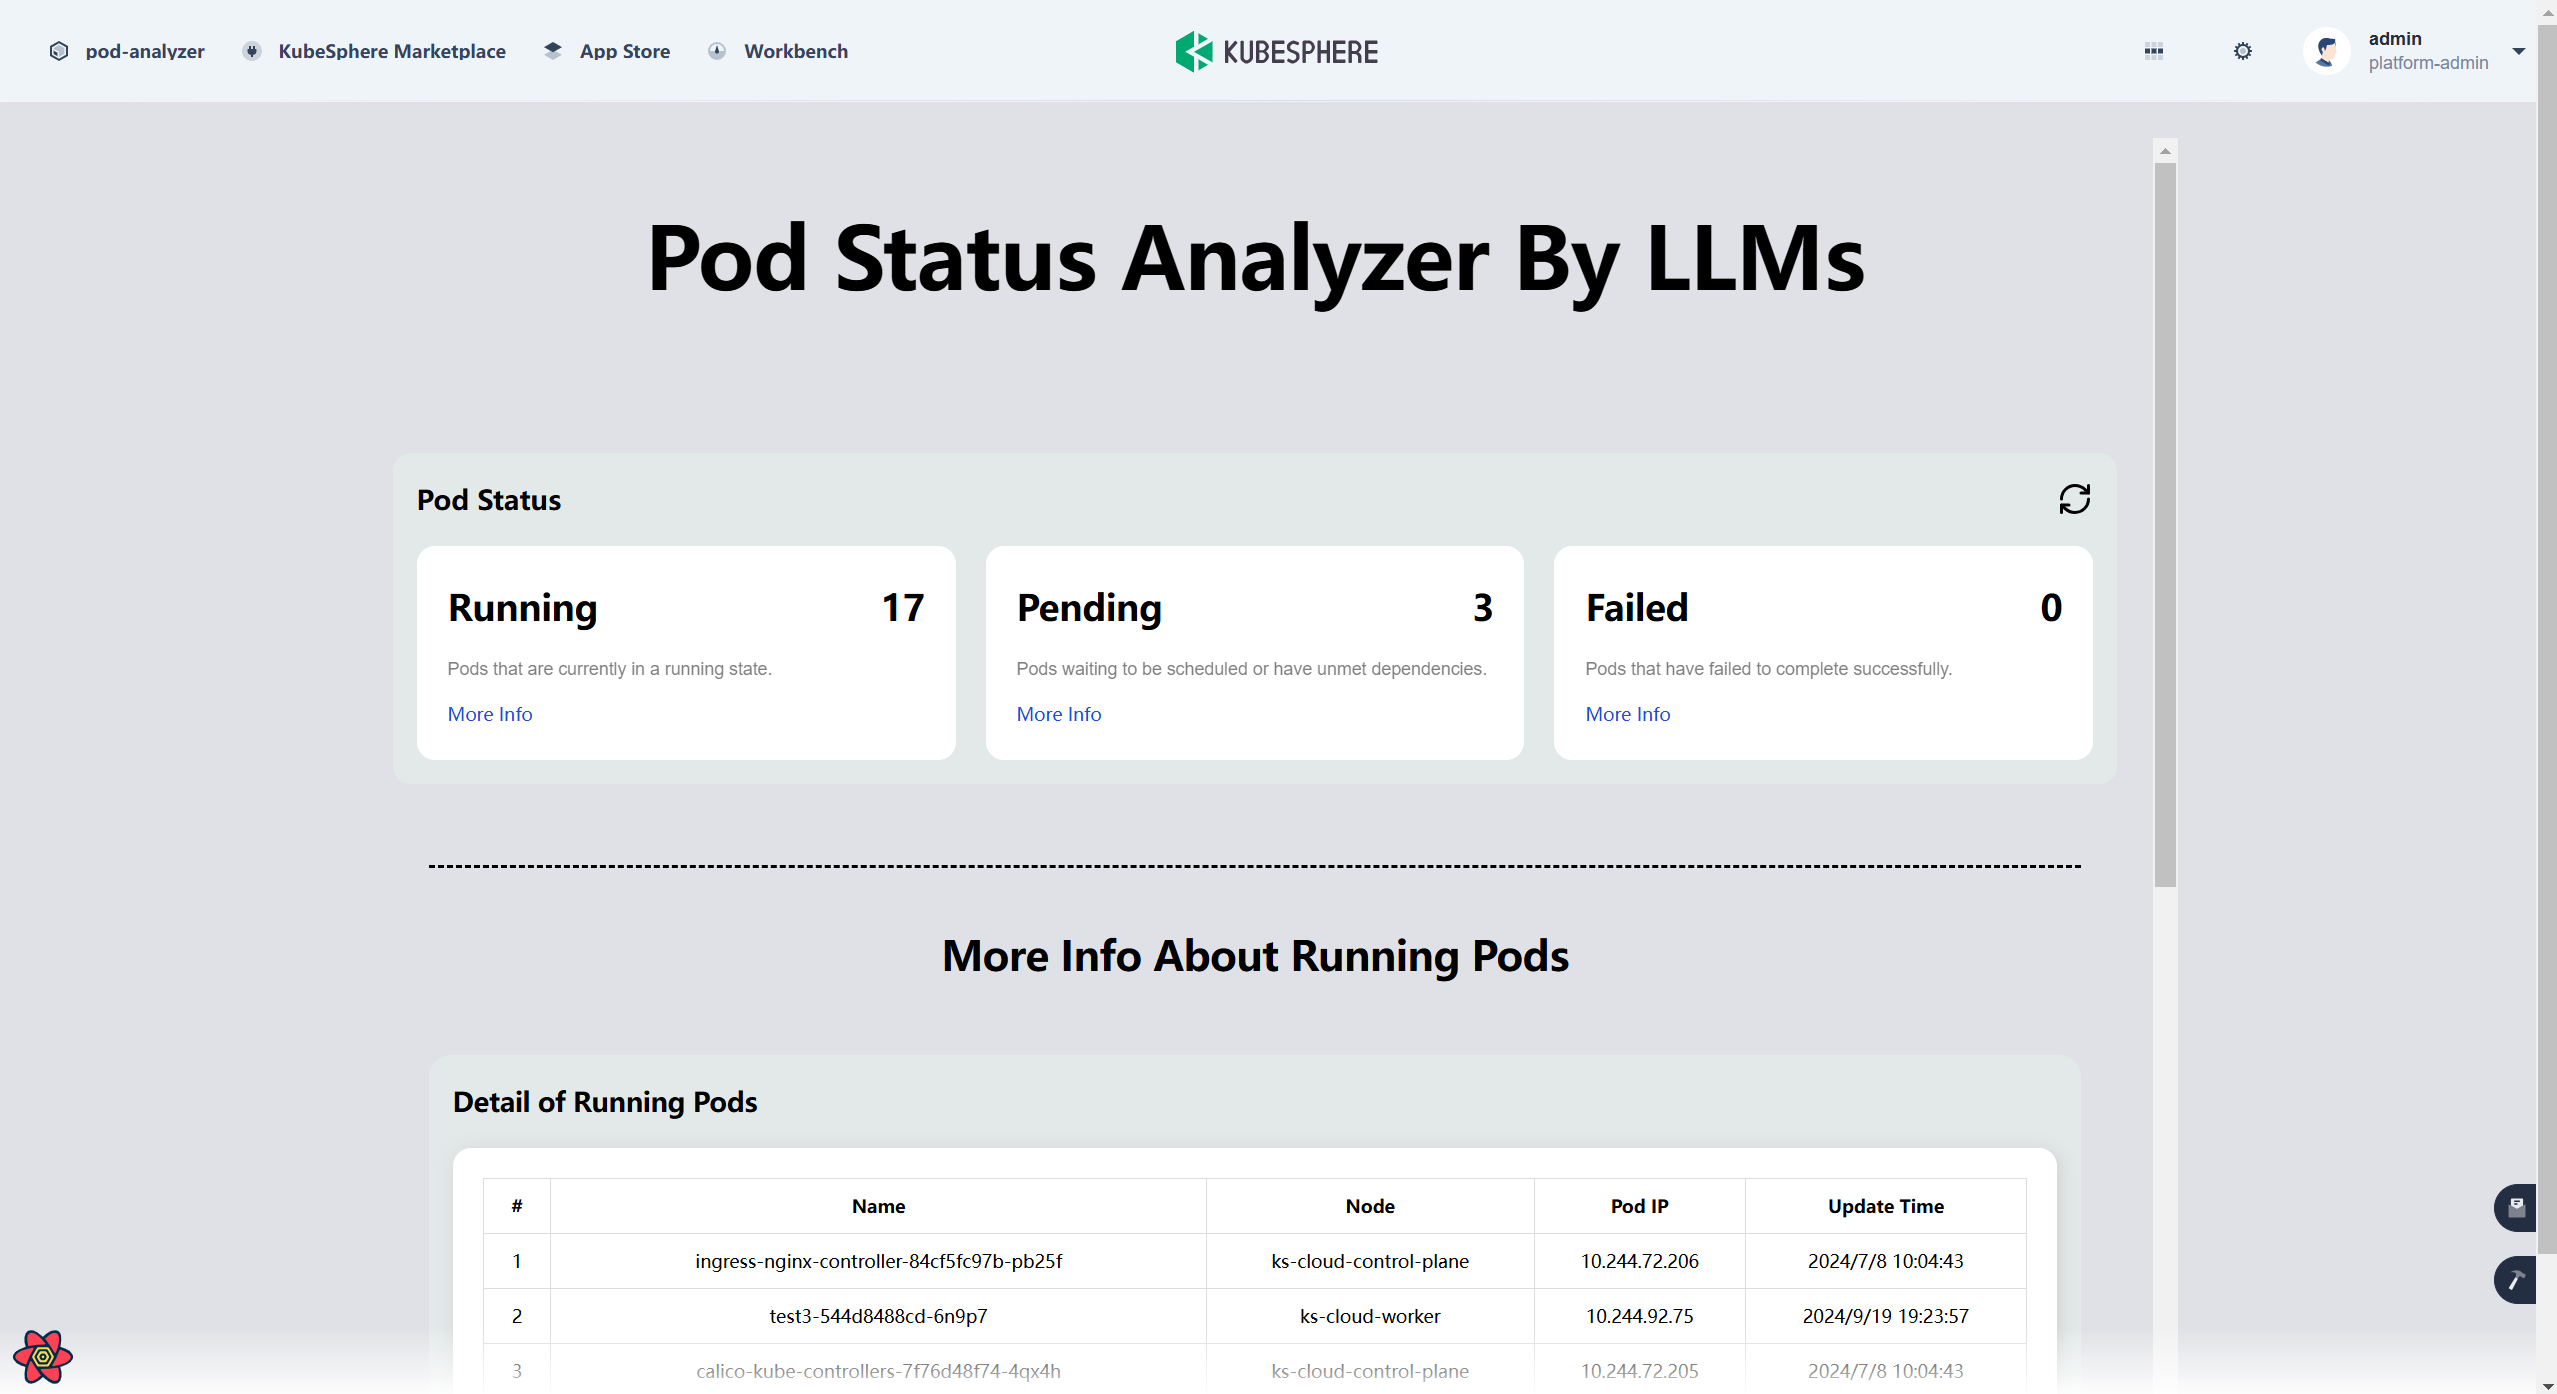 pod-analyzer KubeSphere Marketplace App Store Workbench KUBESPHERE admin
platform-admin
Pod Status Analyzer By LLMs
Pod Status
Running 17
Pods that are currently in a running state.
More Info
Pending 3
Pods waiting to be scheduled or have unmet dependencies.
More Info
Failed 0
Pods that have failed to complete successfully.
More Info
More Info About Running Pods
Detail of Running Pods
# Name Node Pod IP Update Time
1 ingress-nginx-controller-84cf5fc97b-pb25f ks-cloud-control-plane 10.244.72.206 2024/7/8 10:04:43
2 test3-544d8488cd-6n9p7 ks-cloud-worker 10.244.92.75 2024/9/19 19:23:57
3 calico-kube-controllers-7f76d48f74-4qx4h ks-cloud-control-plane 10.244.72.205 2024/7/8 10:04:43